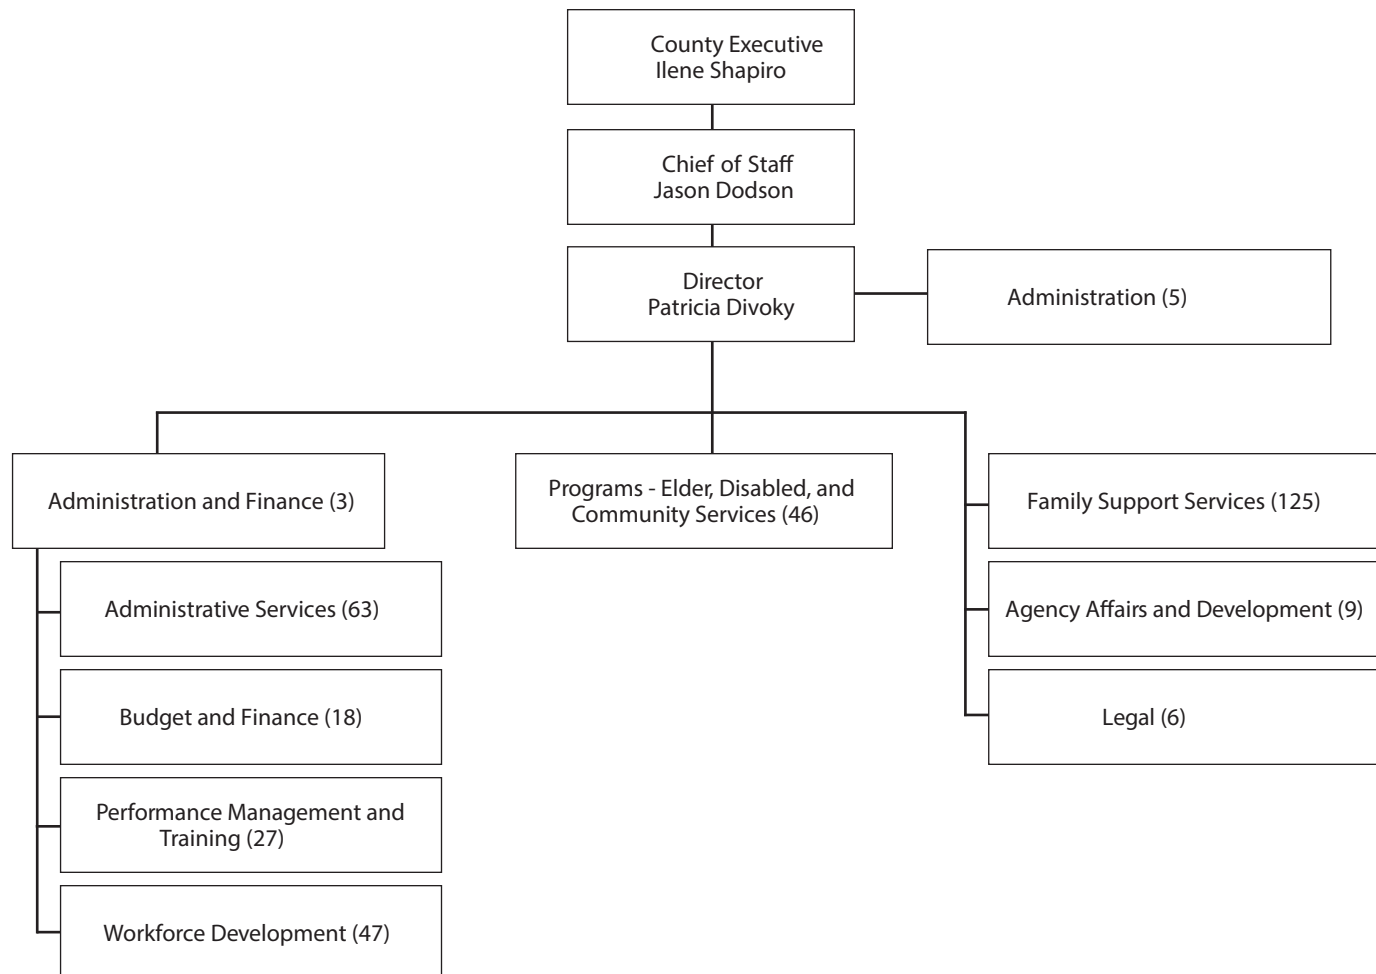 County Executive
Ilene Shapiro
Chief of Staff
Jason Dodson
Director
Patricia Divoky
Administration (5)
Administration and Finance (3)
Programs - Elder, Disabled, and
Community Services (46)
Family Support Services (125)
Administrative Services (63)
Agency Affairs and Development (9)
Budget and Finance (18)
Legal (6)
Performance Management and
Training (27)
Workforce Development (47)